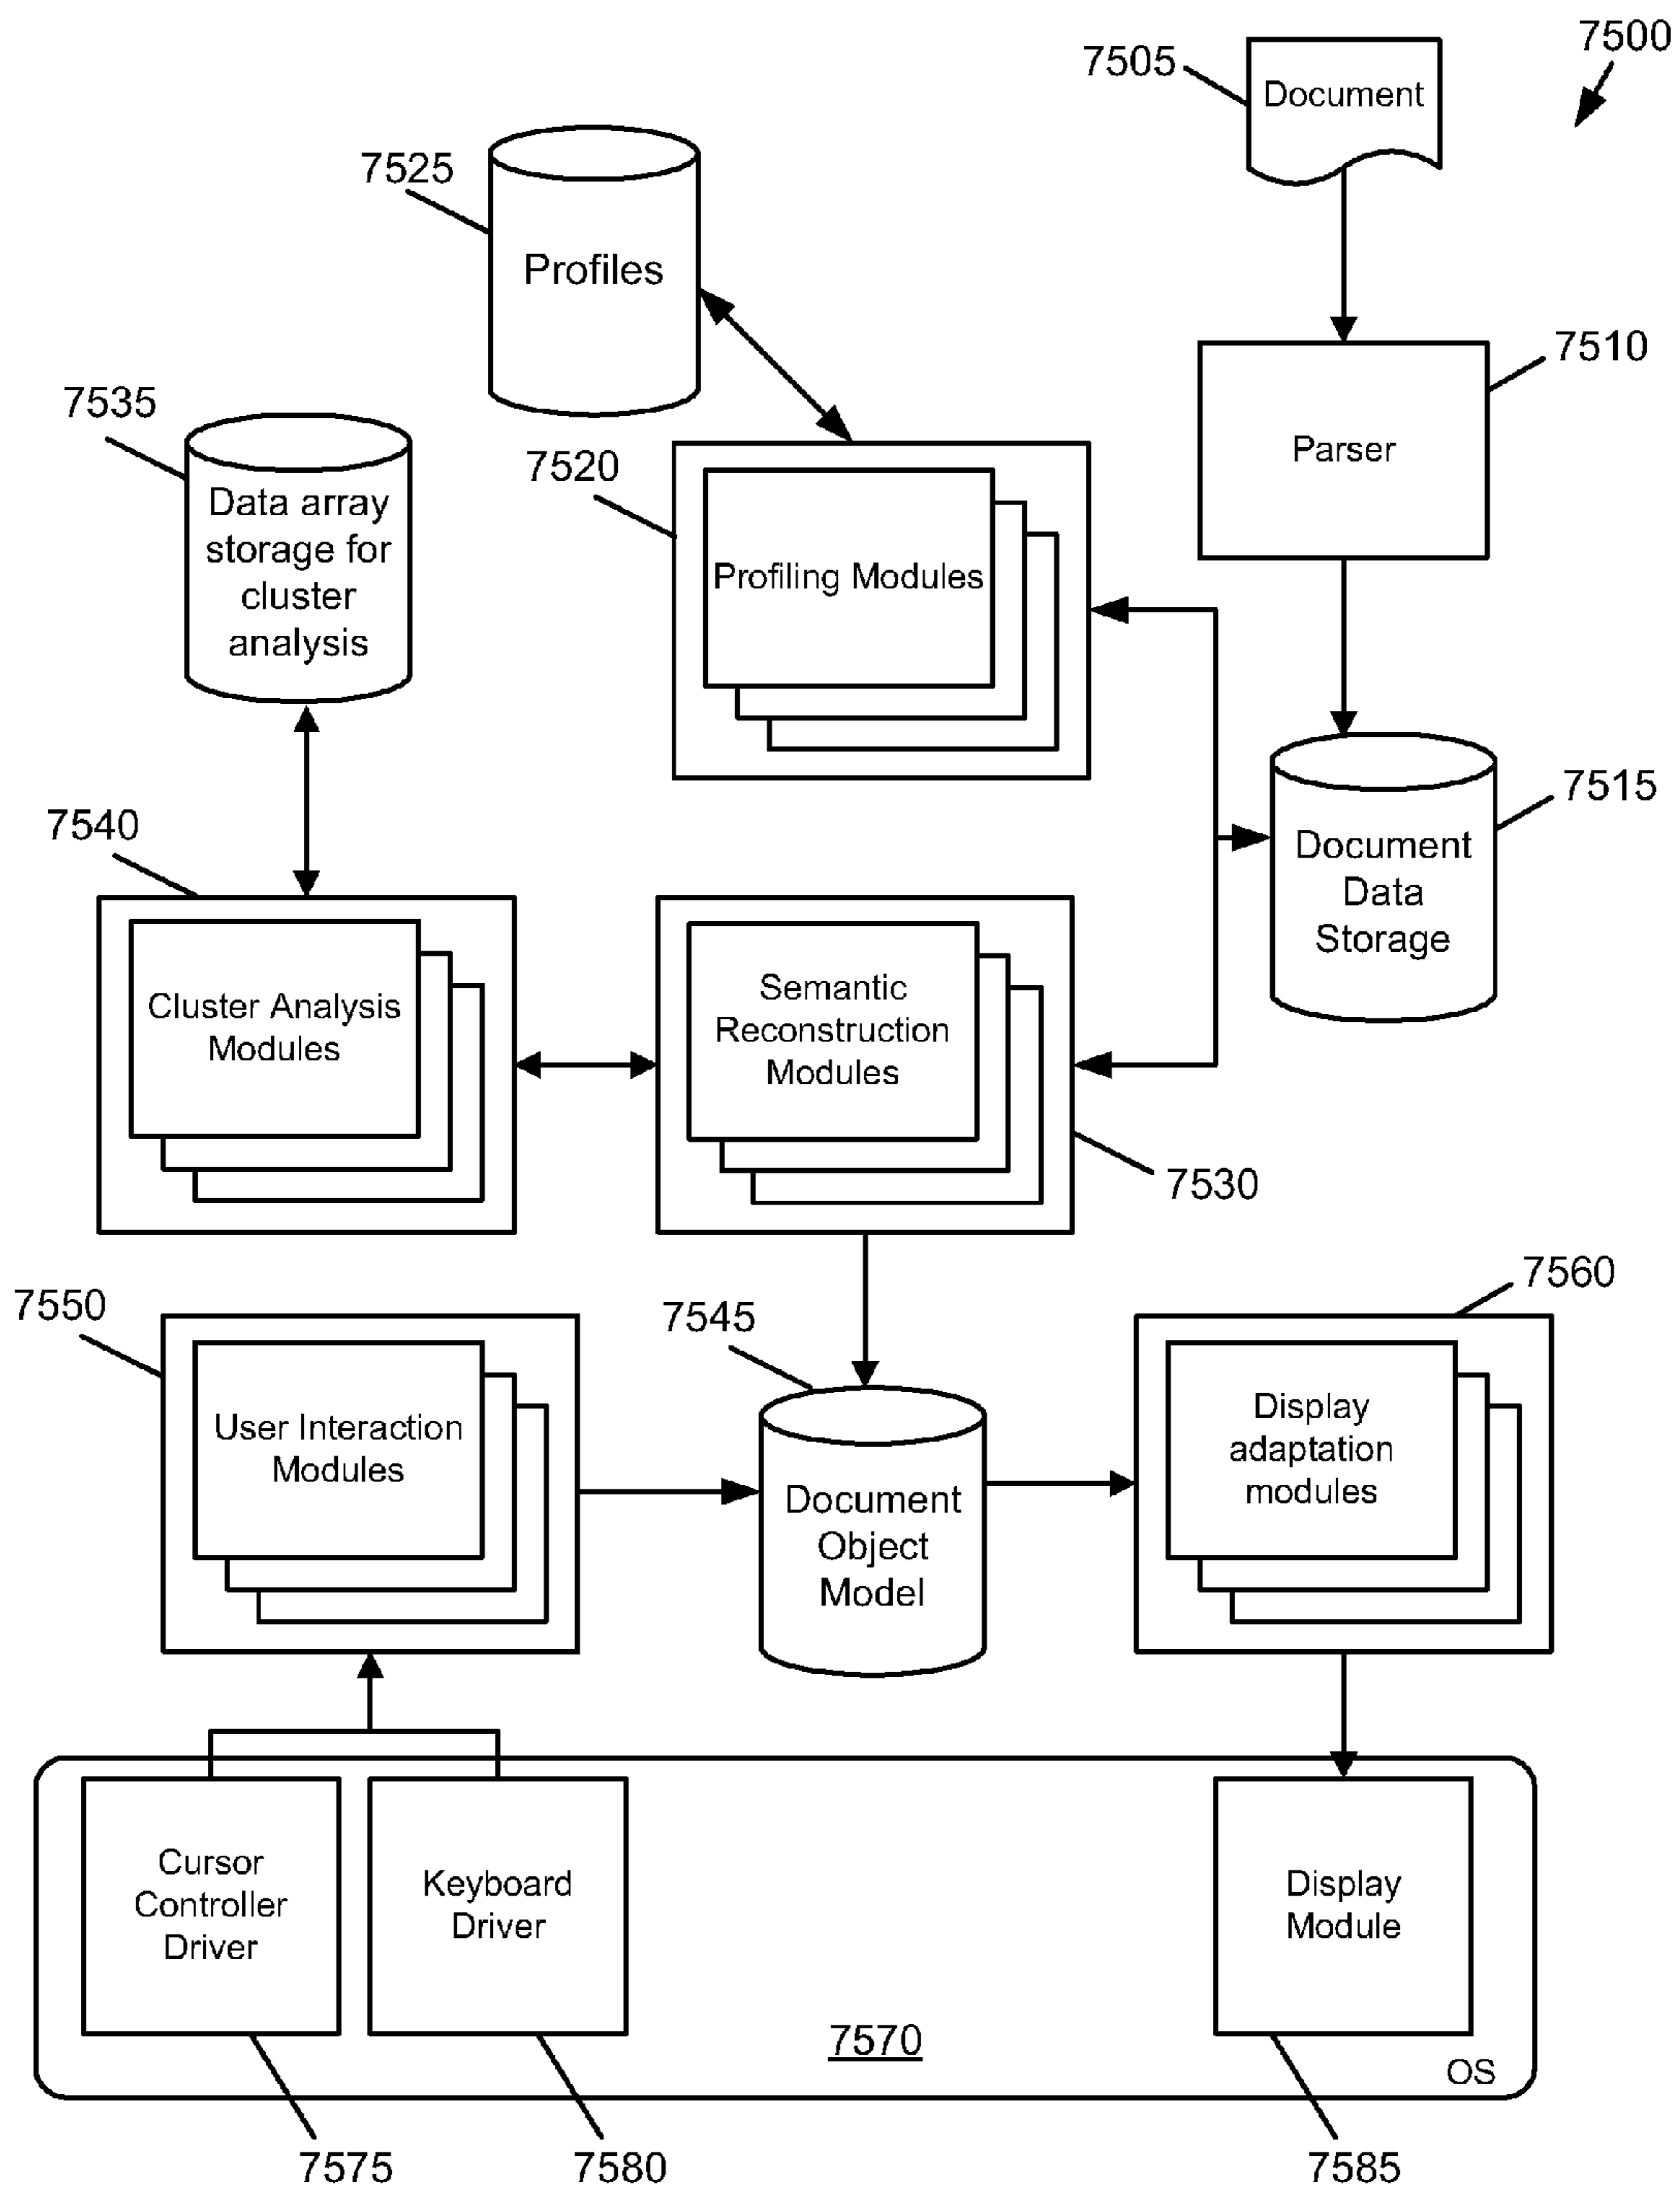 7500
7505
Document
7525
Profiles
7510
Parser
7535
Data array
storage for
cluster
analysis
7520
Profiling Modules
7515
Document
Data
Storage
7540
Cluster Analysis
Modules
Semantic
Reconstruction
Modules
7530
7550
User Interaction
Modules
7545
Document
Object
Model
7560
Display
adaptation
modules
Cursor
Controller
Driver
Keyboard
Driver
Display
Module
7570
OS
7575
7580
7585